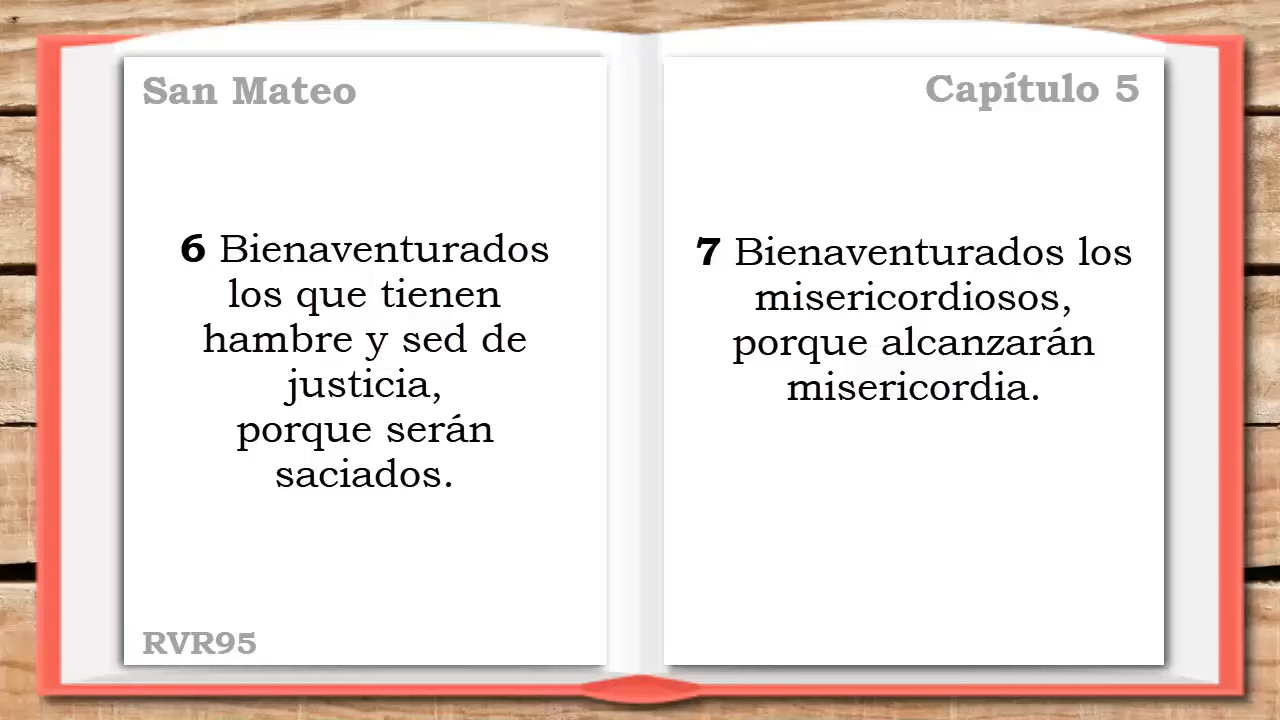 San Mateo
6 Bienaventurados
los que tienen
hambre y sed de
justicia,
porque serán
saciados.
RVR95
Capítulo 5
7 Bienaventurados los
misericordiosos,
porque alcanzarán
misericordia.